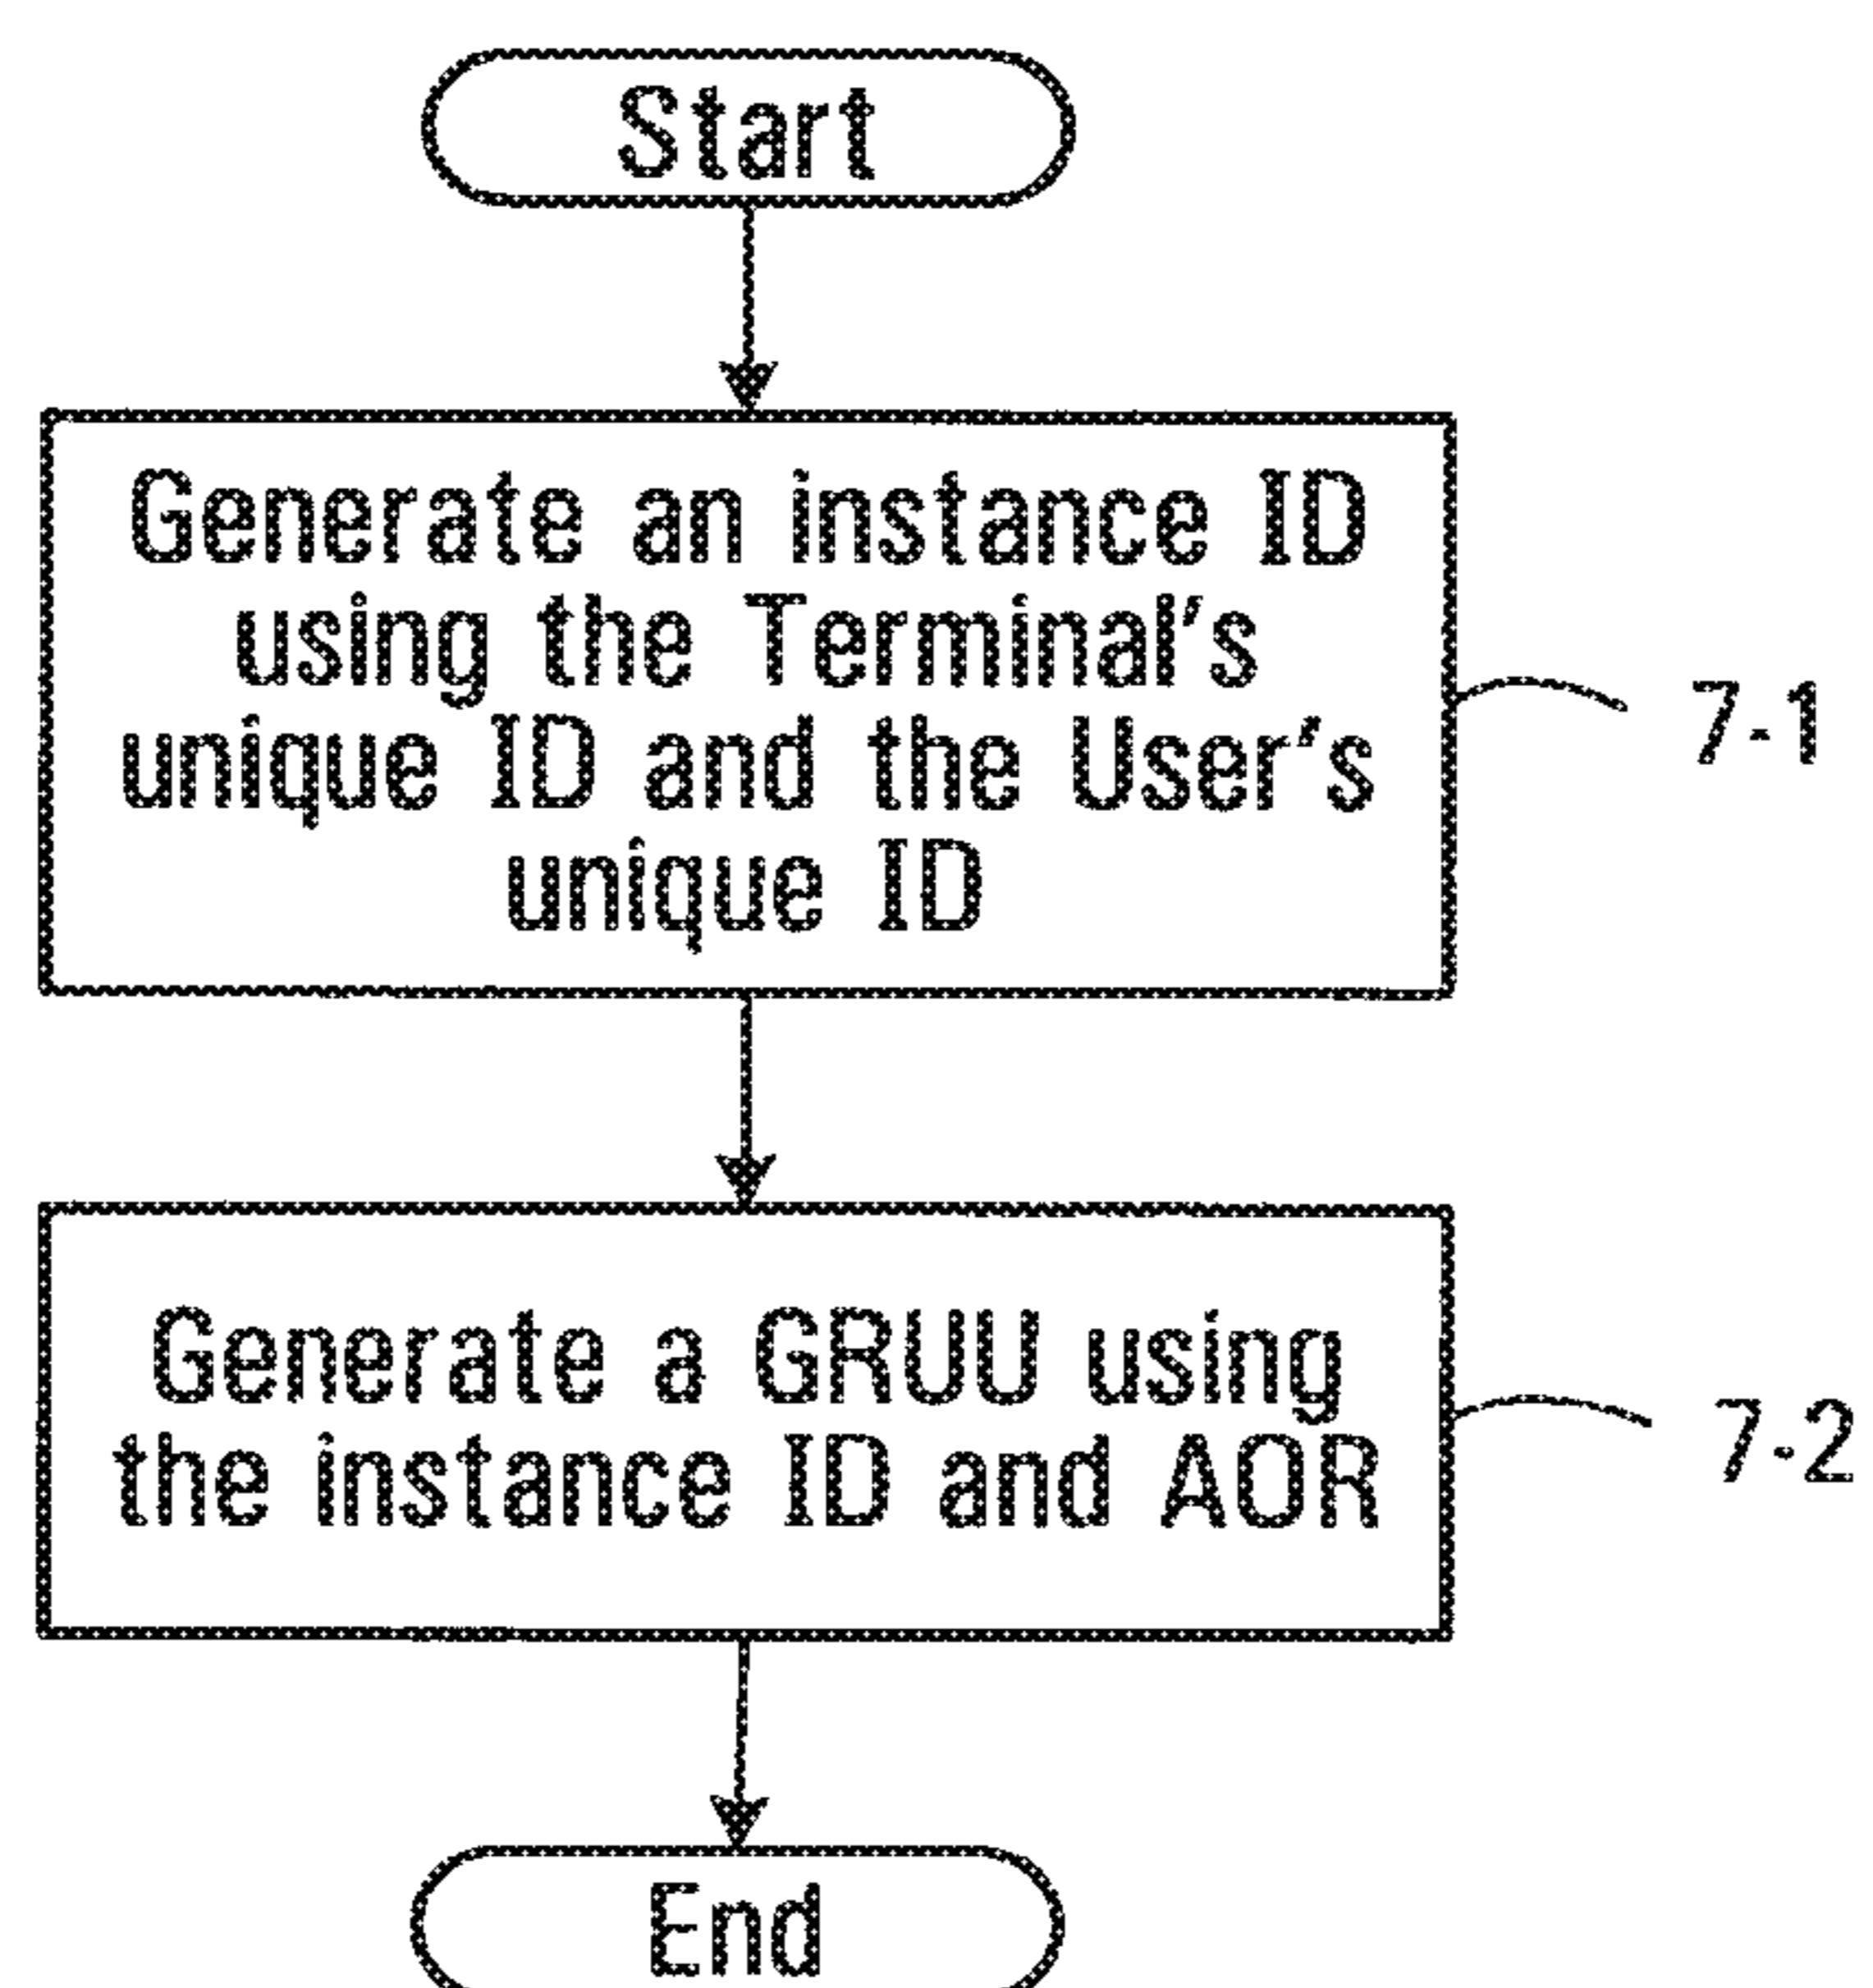 Start
Generate an instance ID
using the Terminal's
unique ID and the User's
unique ID
7-1
Generate a GRUU using
the instance ID and AOR
7-2
End